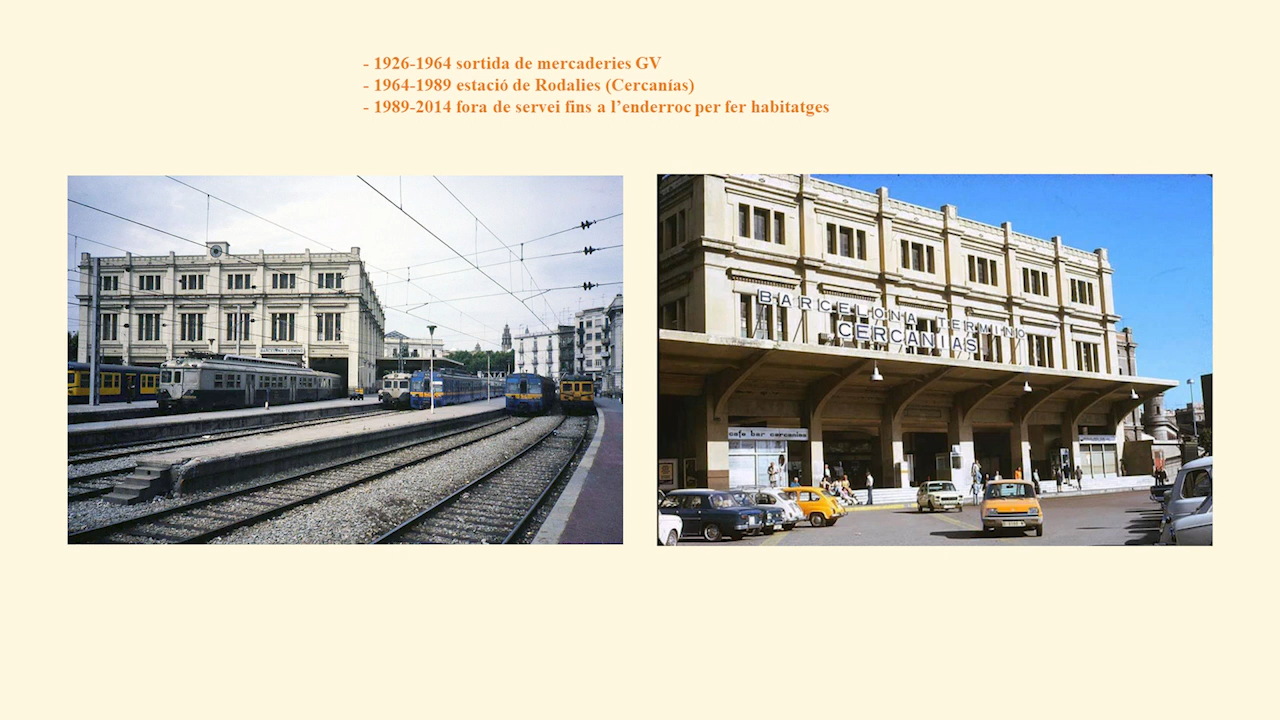 - 1926-1964 sortida de mercaderies GV
- 1964-1989 estació de Rodalies (Cercanías)
- 1989-2014 fora de servei fins a l’enderroc per fer habitatges
BARCELONA TERMINO
CERCANIAS
cafe bar cercanias